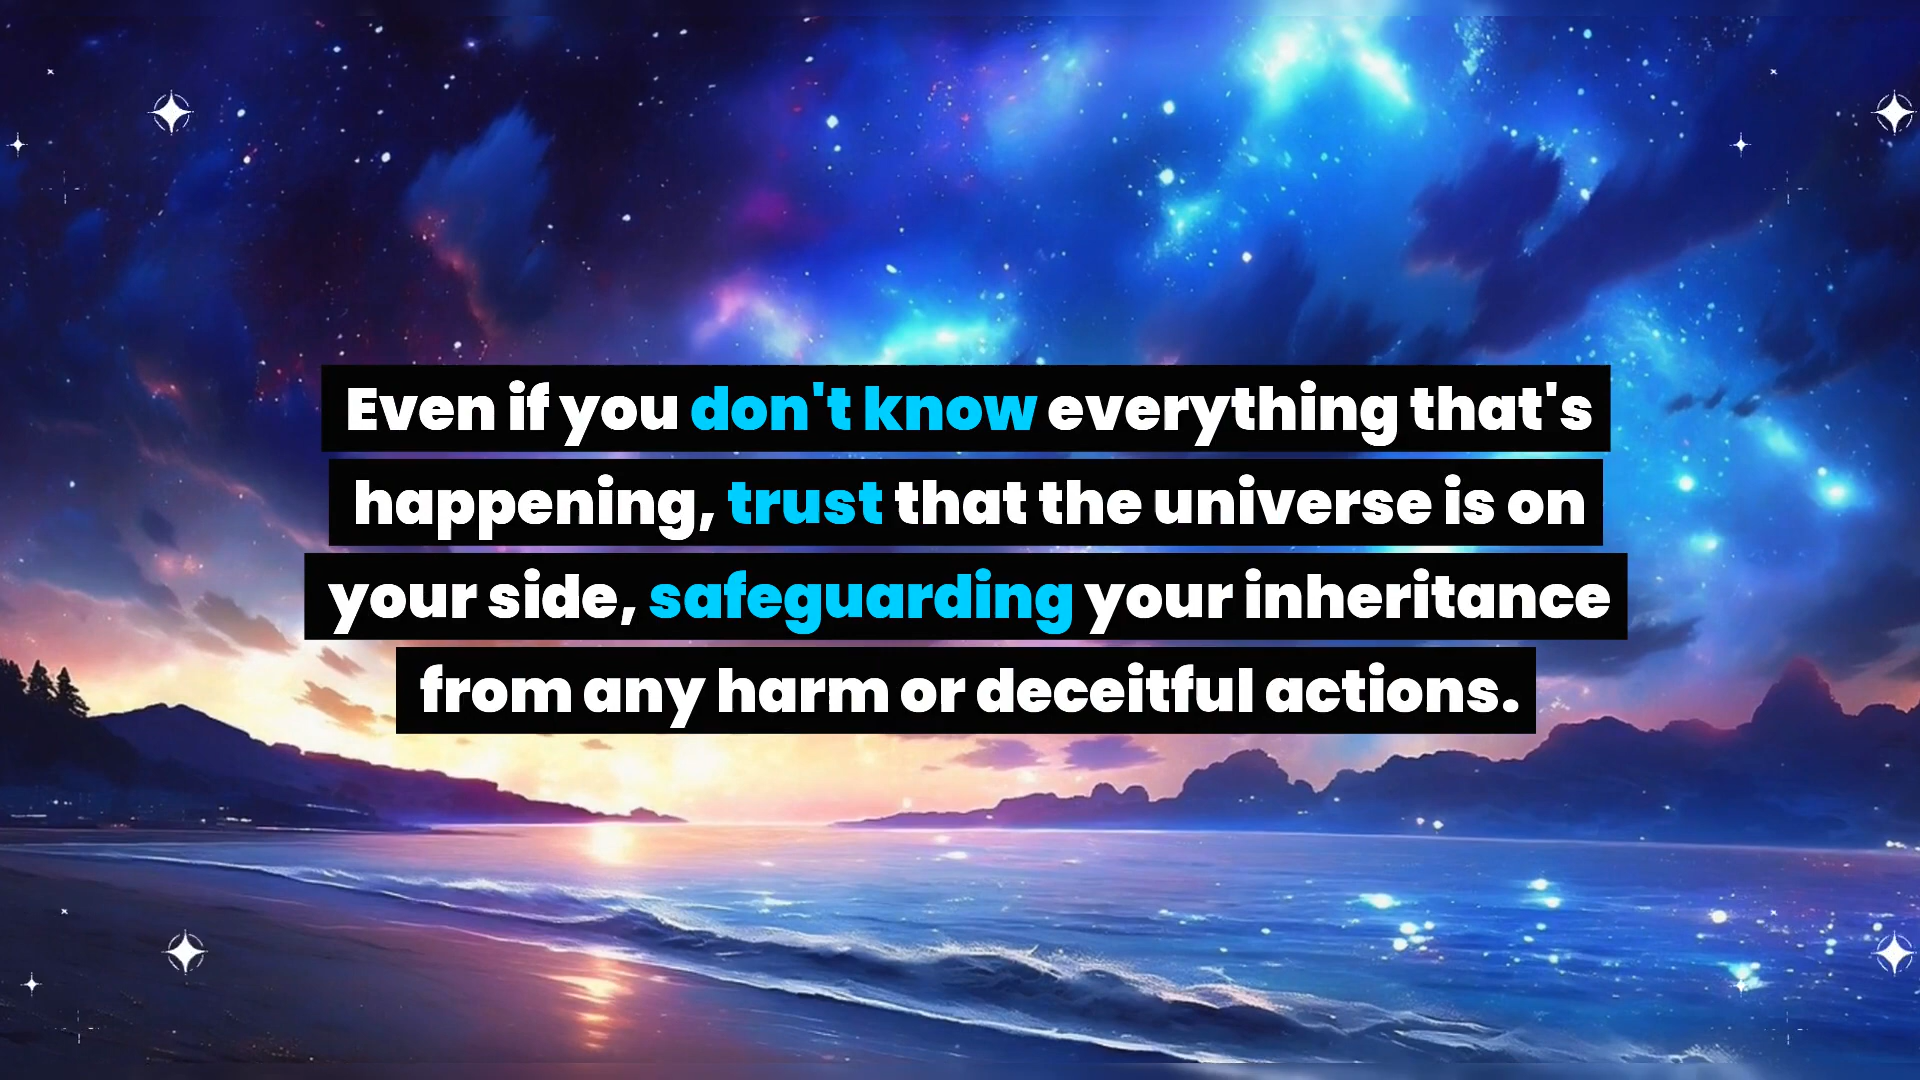 Even if you don't know everything that's
happening, trust that the universe is on
your side, safeguarding your inheritance
from any harm or deceitful actions.